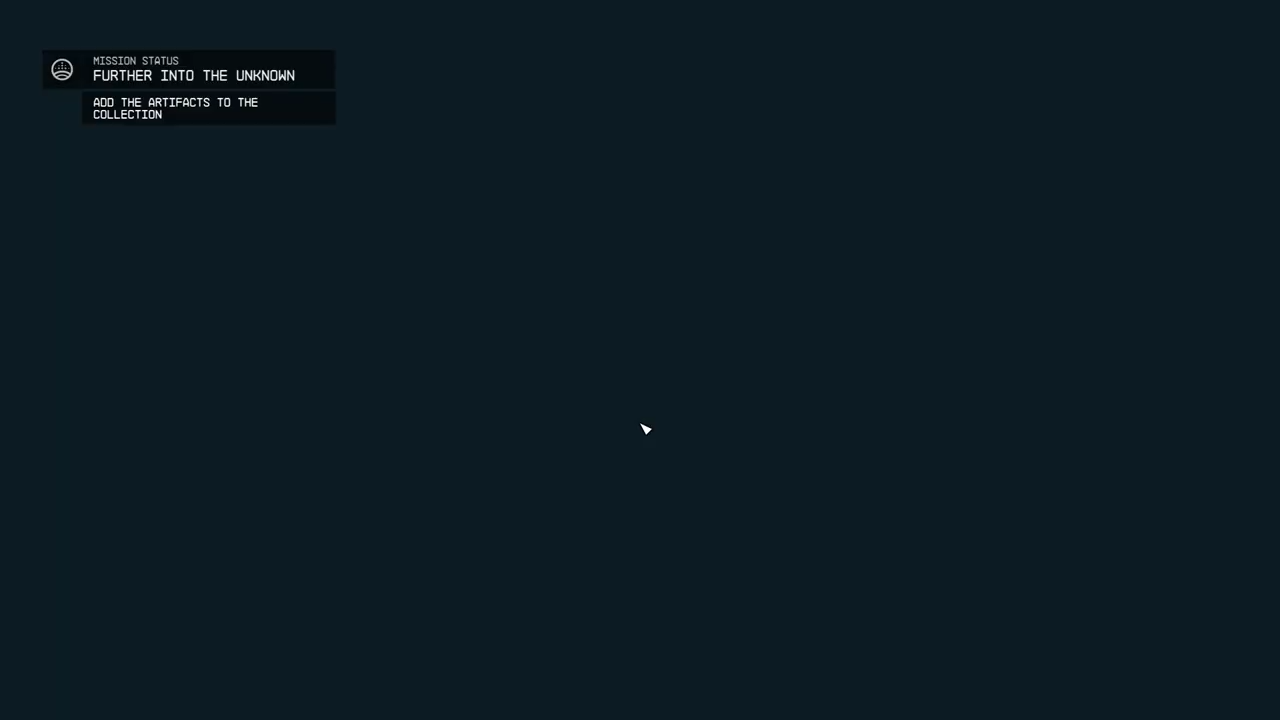 MISSION STATUS
FURTHER INTO THE UNKNOWN
ADD THE ARTIFACTS TO THE
COLLECTION